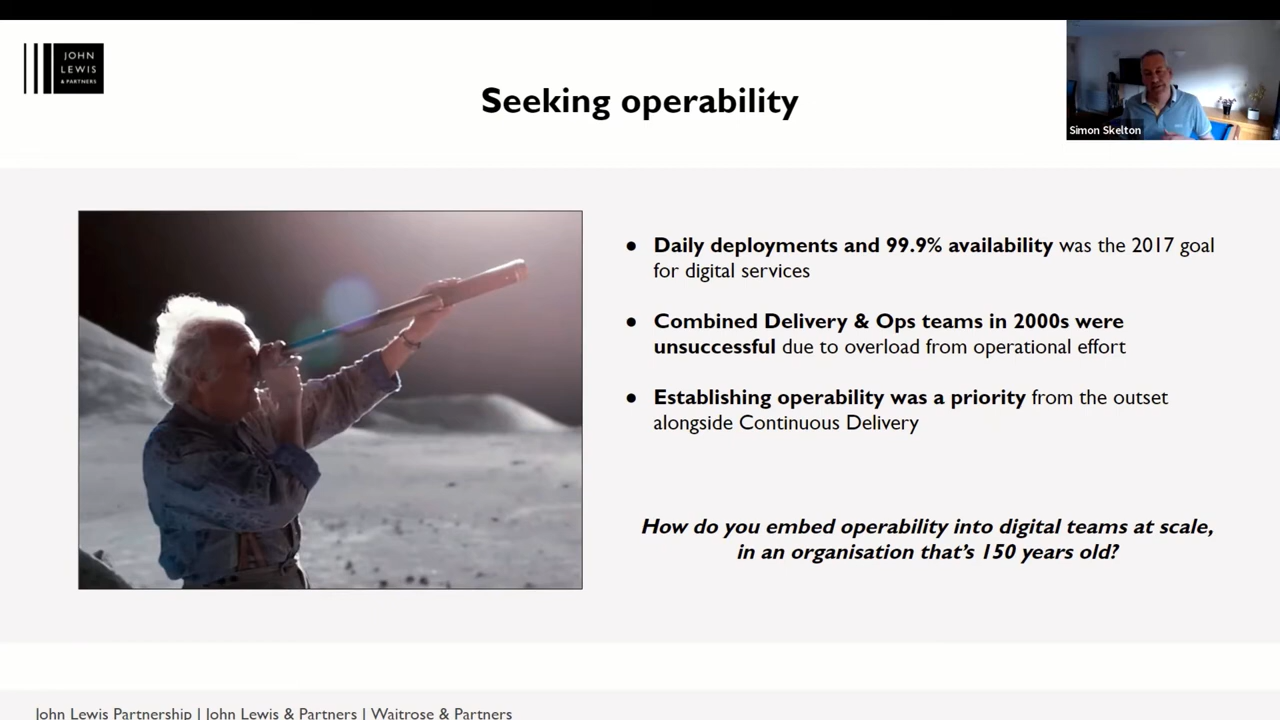 JOHN
LEWIS
& PARTNERS
Seeking operability
Simon Skelton
● Daily deployments and 99.9% availability was the 2017 goal
for digital services
● Combined Delivery & Ops teams in 2000s were
unsuccessful due to overload from operational effort
● Establishing operability was a priority from the outset
alongside Continuous Delivery
How do you embed operability into digital teams at scale,
in an organisation that's 150 years old?
John Lewis Partnership | John Lewis & Partners | Waitrose & Partners